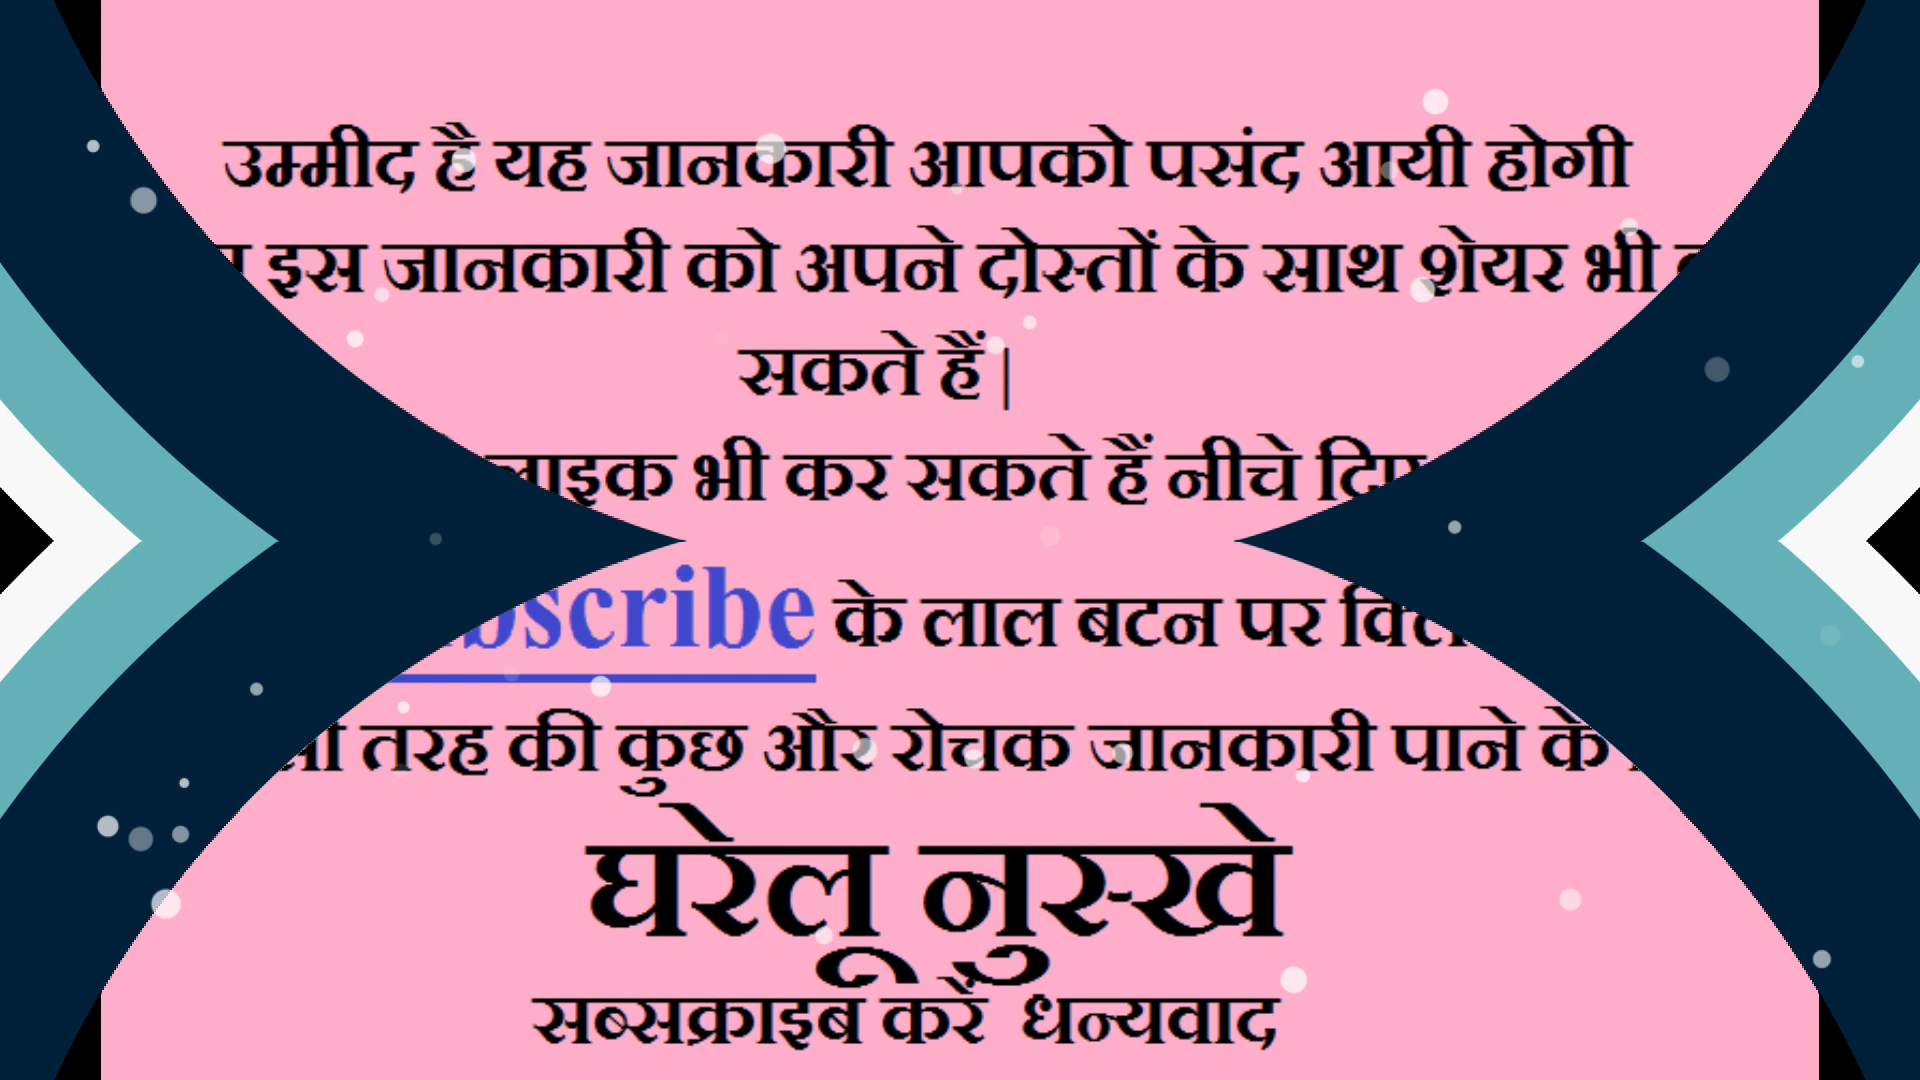 उम्मीद है यह जानकारी आपको पसंद आयी होगी
इस जानकारी को अपने दोस्तों के साथ शेयर भी
सकते हैं |
लाइक भी कर सकते हैं नीचे दिए
के लाल बटन पर
तरह की कुछ और रोचक जानकारी पाने के
घरेलू नुस्खे
सब्सक्राइब करें धन्यवाद